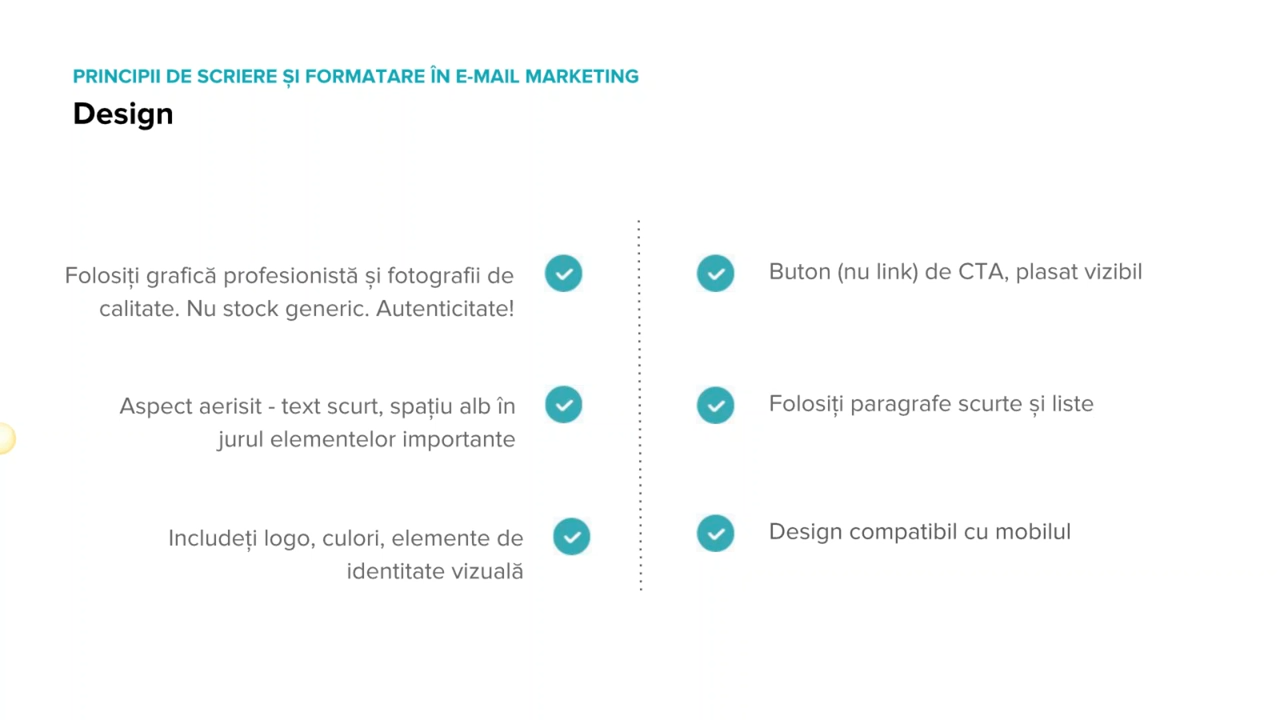 PRINCIPII DE SCRIERE ȘI FORMATARE ÎN E-MAIL MARKETING
Design
Folosiți grafică profesionistă și fotografii de
calitate. Nu stock generic. Autenticitate!
Aspect aerisit - text scurt, spațiu alb în
jurul elementelor importante
Includeți logo, culori, elemente de
identitate vizuală
Buton (nu link) de CTA, plasat vizibil
Folosiți paragrafe scurte și liste
Design compatibil cu mobilul